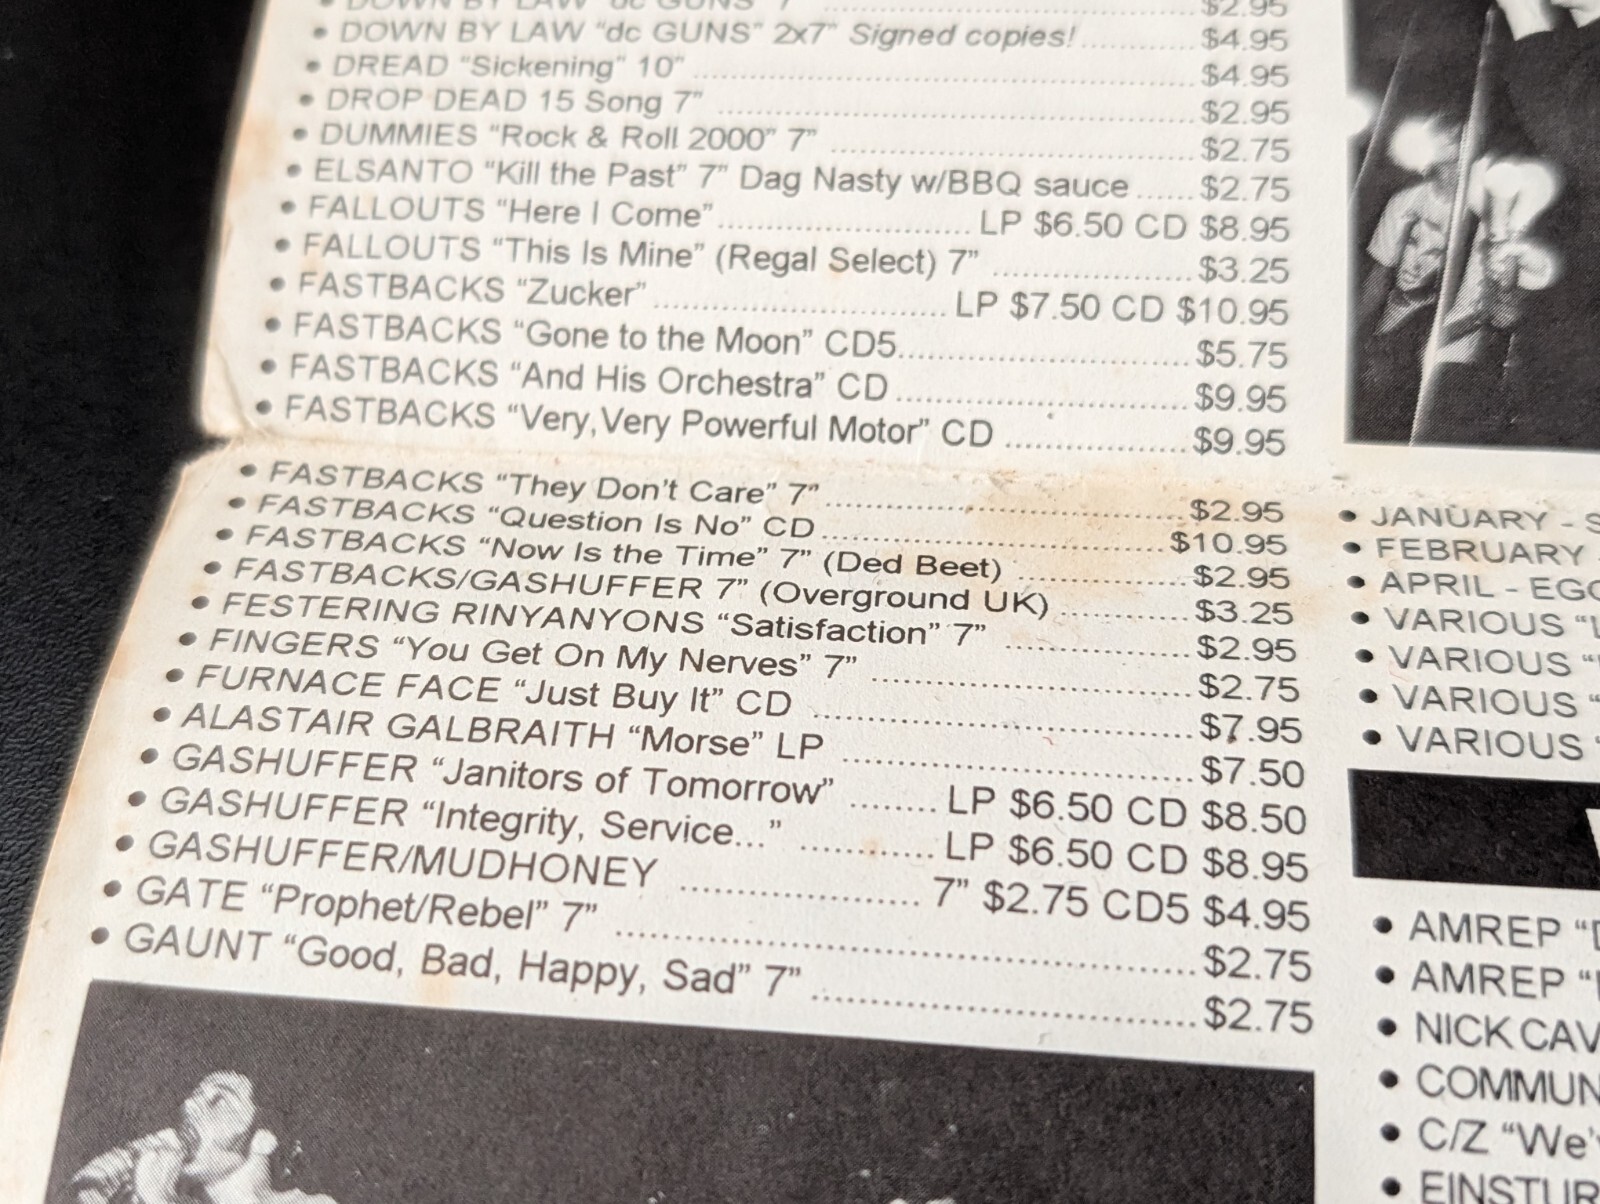 • DOWN BY LAW "dc GUNS" 7" ........ $2.95
• DOWN BY LAW "dc GUNS" 2x7" Signed copies! ........ $4.95
• DREAD "Sickening" 10" ........ $4.95
• DROP DEAD 15 Song 7" ........ $2.95
• DUMMIES "Rock & Roll 2000" 7" ........ $2.75
• ELSANTO "Kill the Past" 7" Dag Nasty w/BBQ sauce ...... $2.75
• FALLOUTS "Here I Come" ........ LP $6.50 CD $8.95
• FALLOUTS "This Is Mine" (Regal Select) 7" ........ $3.25
• FASTBACKS "Zucker" ........ LP $7.50 CD $10.95
• FASTBACKS "Gone to the Moon" CD5 ........ $5.75
• FASTBACKS "And His Orchestra" CD ........ $9.95
• FASTBACKS "Very,Very Powerful Motor" CD ........ $9.95
• FASTBACKS "They Don't Care" 7" ........ $2.95
• FASTBACKS "Question Is No" CD ........ $10.95
• FASTBACKS "Now Is the Time" 7" (Ded Beet) ........ $2.95
• FASTBACKS/GASHUFFER 7" (Overground UK) ........ $3.25
• FESTERING RINYANYONS "Satisfaction" 7" ........ $2.95
• FINGERS "You Get On My Nerves" 7" ........ $2.75
• FURNACE FACE "Just Buy It" CD ........ $7.95
• ALASTAIR GALBRAITH "Morse" LP ........ $7.50
• GASHUFFER "Janitors of Tomorrow" ........ LP $6.50 CD $8.50
• GASHUFFER "Integrity, Service..." ........ LP $6.50 CD $8.95
• GASHUFFER/MUDHONEY ........ 7" $2.75 CD5 $4.95
• GATE "Prophet/Rebel" 7" ........ $2.75
• GAUNT "Good, Bad, Happy, Sad" 7" ........ $2.75
• JANUARY - S
• FEBRUARY -
• APRIL - EGG
• VARIOUS "L
• VARIOUS "
• VARIOUS "
• VARIOUS "
• AMREP "D
• AMREP "
• NICK CAV
• COMMUN
• C/Z "We'
• EINSTUR